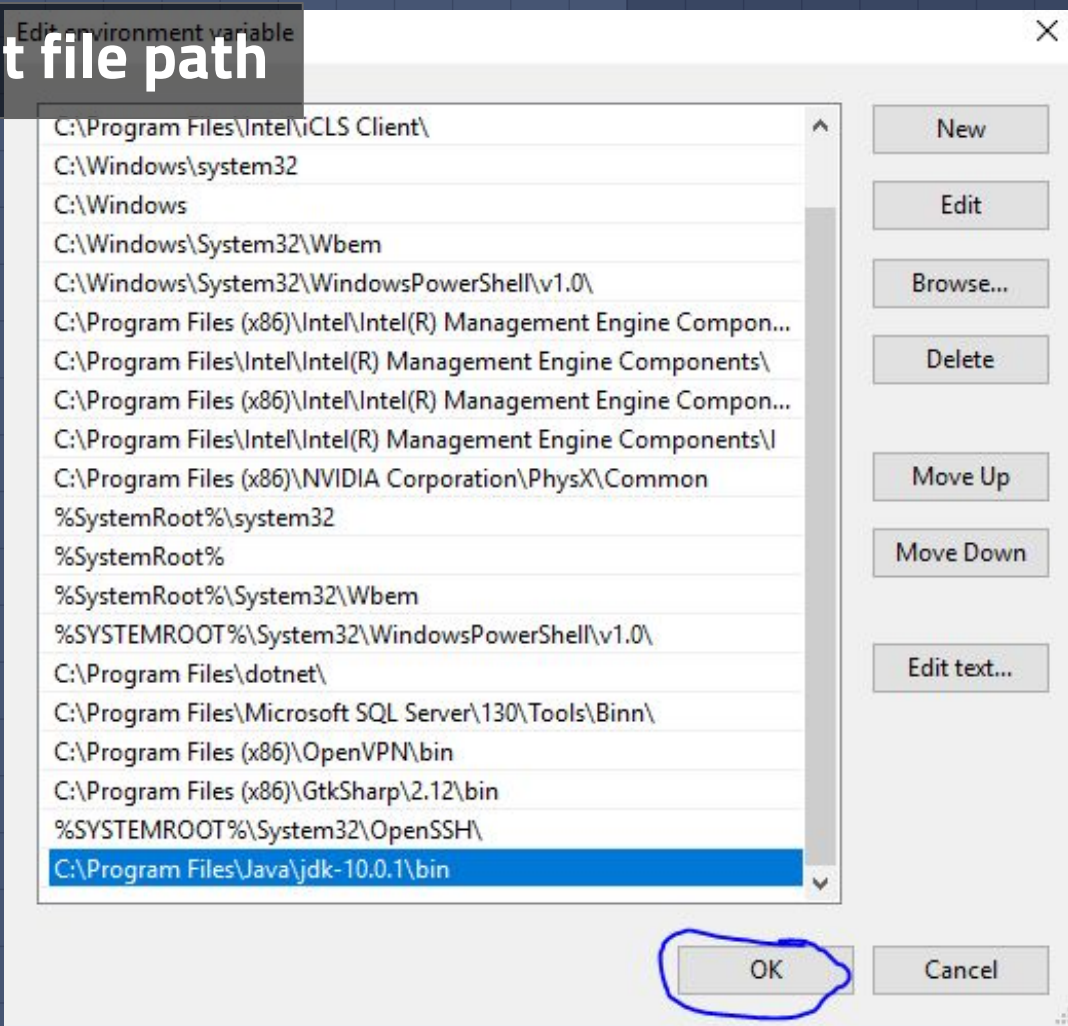 Edit environment variable
t file path
C:\Program Files\Intel\iCLS Client\
C:\Windows\system32
C:\Windows
C:\Windows\System32\Wbem
C:\Windows\System32\WindowsPowerShell\v1.0\
C:\Program Files (x86)\Intel\Intel(R) Management Engine Compon...
C:\Program Files\Intel\Intel(R) Management Engine Components\
C:\Program Files (x86)\Intel\Intel(R) Management Engine Compon...
C:\Program Files\Intel\Intel(R) Management Engine Components\I
C:\Program Files (x86)\NVIDIA Corporation\PhysX\Common
%SystemRoot%\system32
%SystemRoot%
%SystemRoot%\System32\Wbem
%SYSTEMROOT%\System32\WindowsPowerShell\v1.0\
C:\Program Files\dotnet\
C:\Program Files\Microsoft SQL Server\130\Tools\Binn\
C:\Program Files (x86)\OpenVPN\bin
C:\Program Files (x86)\GtkSharp\2.12\bin
%SYSTEMROOT%\System32\OpenSSH\
C:\Program Files\Java\jdk-10.0.1\bin
New
Edit
Browse...
Delete
Move Up
Move Down
Edit text...
OK
Cancel